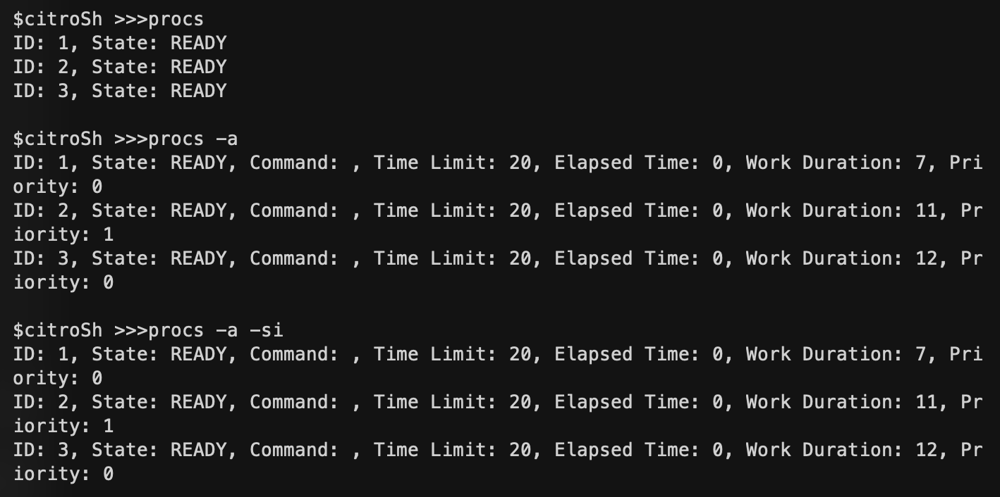 $citroSh >>>procs
ID: 1, State: READY
ID: 2, State: READY
ID: 3, State: READY

$citroSh >>>procs -a
ID: 1, State: READY, Command: , Time Limit: 20, Elapsed Time: 0, Work Duration: 7, Pri
ority: 0
ID: 2, State: READY, Command: , Time Limit: 20, Elapsed Time: 0, Work Duration: 11, Pr
iority: 1
ID: 3, State: READY, Command: , Time Limit: 20, Elapsed Time: 0, Work Duration: 12, Pr
iority: 0

$citroSh >>>procs -a -si
ID: 1, State: READY, Command: , Time Limit: 20, Elapsed Time: 0, Work Duration: 7, Pri
ority: 0
ID: 2, State: READY, Command: , Time Limit: 20, Elapsed Time: 0, Work Duration: 11, Pr
iority: 1
ID: 3, State: READY, Command: , Time Limit: 20, Elapsed Time: 0, Work Duration: 12, Pr
iority: 0